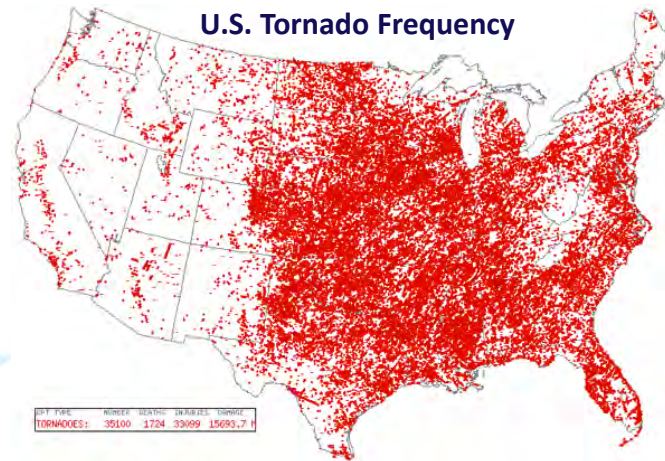 U.S. Tornado Frequency
RPT TYPE NUMBER DEATHS INJURIES DAMAGE
TORNADOES: 35100 1724 33099 15693.7 M